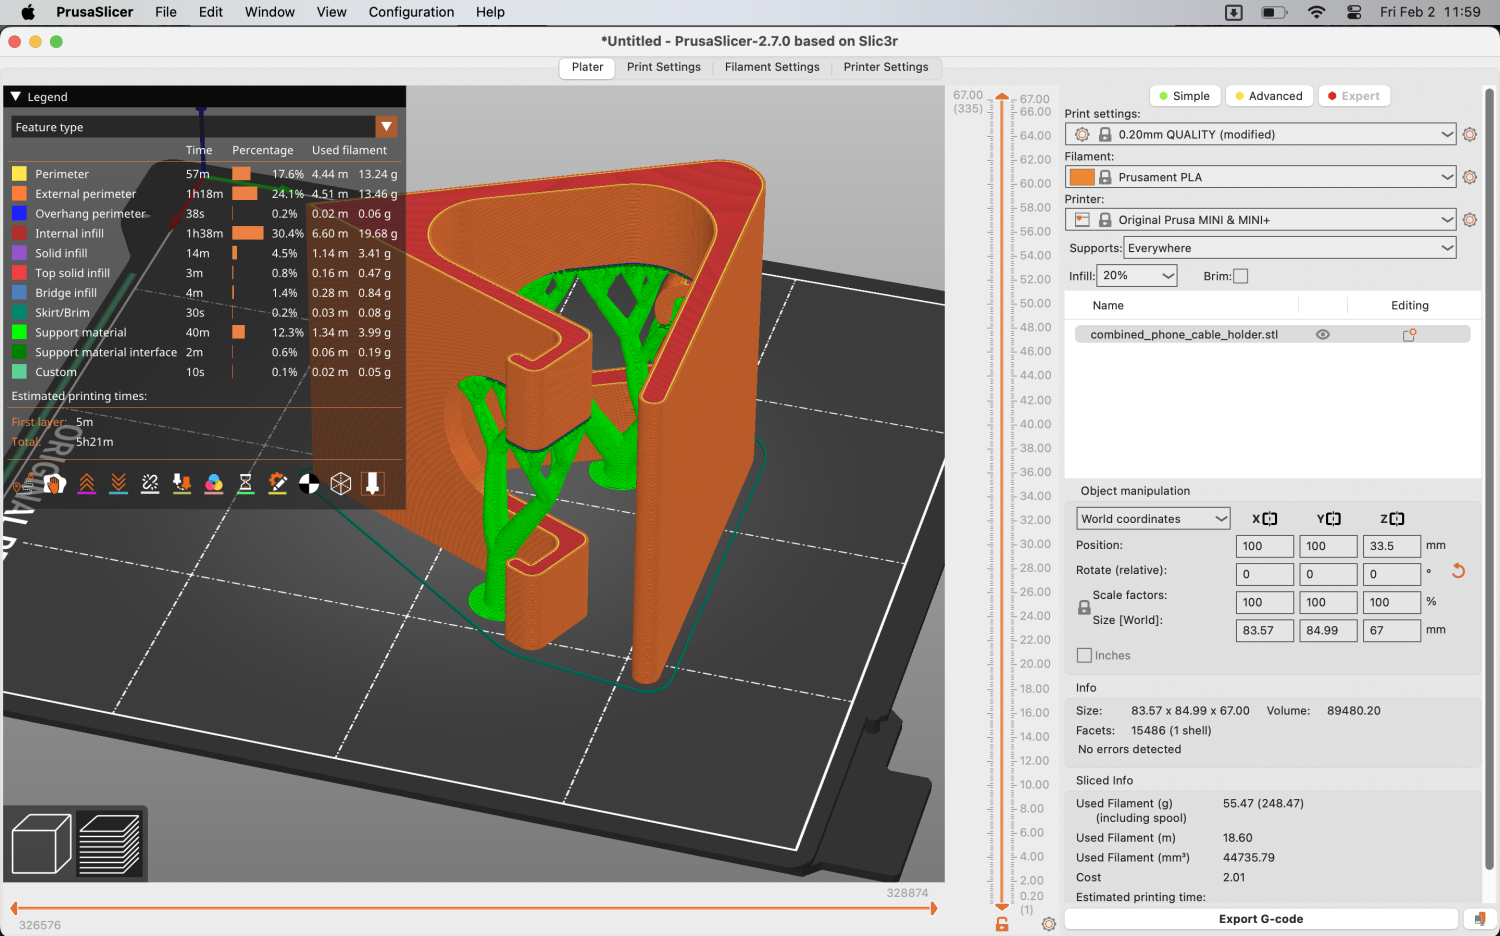 PrusaSlicer File Edit Window View Configuration Help Fri Feb 2 11:59
*Untitled - PrusaSlicer-2.7.0 based on Slic3r
Plater Print Settings Filament Settings Printer Settings
Legend
Feature type
Time Percentage Used filament
Perimeter 57m 17.6% 4.44 m 13.24 g
External perimeter 1h18m 24.1% 4.51 m 13.46 g
Overhang perimeter 38s 0.2% 0.02 m 0.06 g
Internal infill 1h38m 30.4% 6.60 m 19.68 g
Solid infill 14m 4.5% 1.14 m 3.41 g
Top solid infill 3m 0.8% 0.16 m 0.47 g
Bridge infill 4m 1.4% 0.28 m 0.84 g
Skirt/Brim 30s 0.2% 0.03 m 0.08 g
Support material 40m 12.3% 1.34 m 3.99 g
Support material interface 2m 0.6% 0.06 m 0.19 g
Custom 10s 0.1% 0.02 m 0.05 g
Estimated printing times:
First layer: 5m
Total: 5h21m
ORIGINAL
326576
328874
67.00
(335)
67.00
66.00
64.00
62.00
60.00
58.00
56.00
54.00
52.00
50.00
48.00
46.00
44.00
42.00
40.00
38.00
36.00
34.00
32.00
30.00
28.00
26.00
24.00
22.00
20.00
18.00
16.00
14.00
12.00
10.00
8.00
6.00
4.00
2.00
0.20
(1)
Simple Advanced Expert
Print settings:
0.20mm QUALITY (modified)
Filament:
Prusament PLA
Printer:
Original Prusa MINI & MINI+
Supports: Everywhere
Infill: 20% Brim:
Name Editing
combined_phone_cable_holder.stl
Object manipulation
World coordinates X Y Z
Position: 100 100 33.5 mm
Rotate (relative): 0 0 0 °
Scale factors: 100 100 100 %
Size [World]: 83.57 84.99 67 mm
Inches
Info
Size: 83.57 x 84.99 x 67.00 Volume: 89480.20
Facets: 15486 (1 shell)
No errors detected
Sliced Info
Used Filament (g) 55.47 (248.47)
(including spool)
Used Filament (m) 18.60
Used Filament (mm³) 44735.79
Cost 2.01
Estimated printing time:
Export G-code